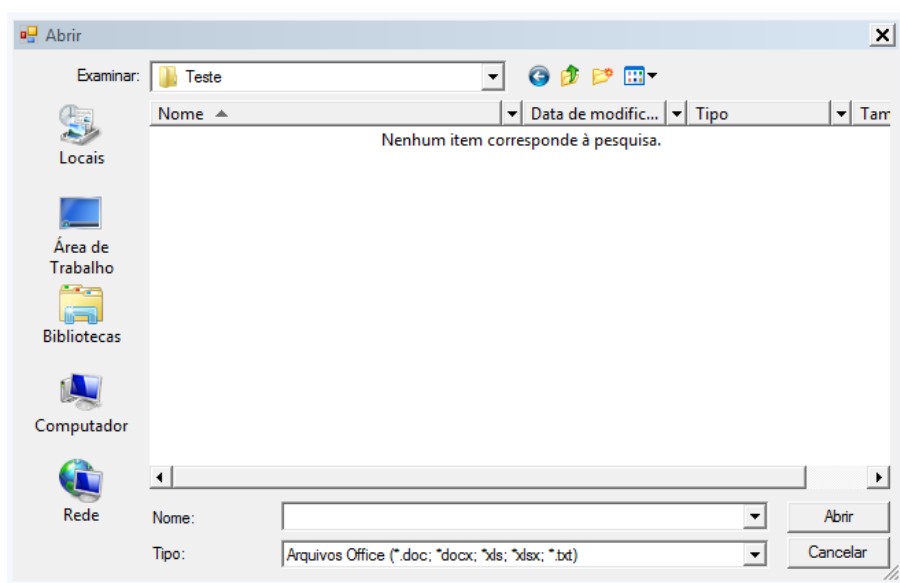 Abrir
Examinar:
Teste
Nome
Data de modific...
Tipo
Tam
Nenhum item corresponde à pesquisa.
Locais
Área de
Trabalho
Bibliotecas
Computador
Rede
Nome:
Abrir
Tipo:
Arquivos Office (*.doc; *docx; *xls; *xlsx; *.txt)
Cancelar